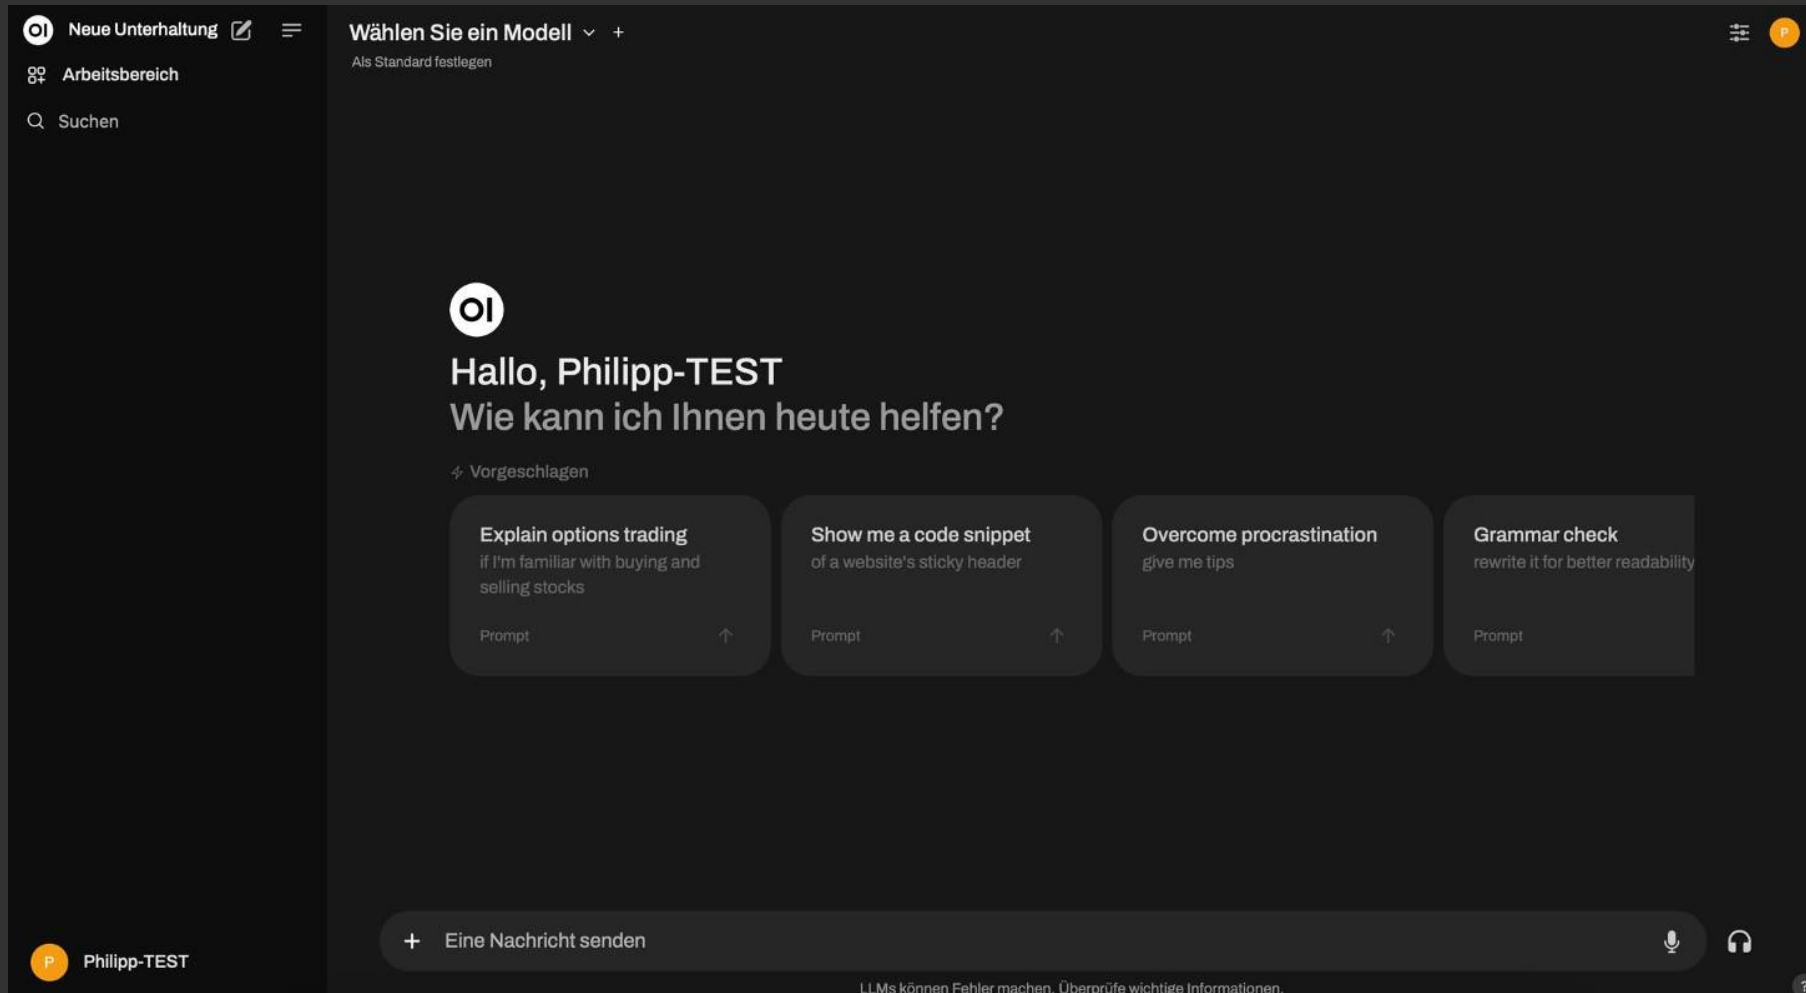 OI Neue Unterhaltung
Arbeitsbereich
Suchen
Wählen Sie ein Modell
Als Standard festlegen
P
OI
Hallo, Philipp-TEST
Wie kann ich Ihnen heute helfen?
Vorgeschlagen
Explain options trading
if I'm familiar with buying and
selling stocks
Prompt
Show me a code snippet
of a website's sticky header
Prompt
Overcome procrastination
give me tips
Prompt
Grammar check
rewrite it for better readability
Prompt
Eine Nachricht senden
P Philipp-TEST
LLMs können Fehler machen. Überprüfe wichtige Informationen.
?